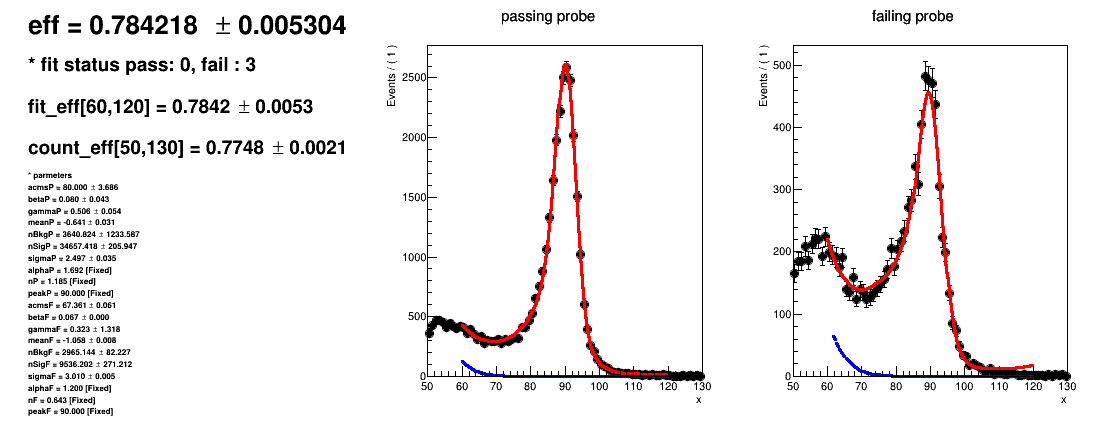 eff = 0.784218 ± 0.005304
* fit status pass: 0, fail : 3
fit_eff[60,120] = 0.7842 ± 0.0053
count_eff[50,130] = 0.7748 ± 0.0021
* parmeters
acmsP = 80.000 ± 3.686
betaP = 0.080 ± 0.043
gammaP = 0.506 ± 0.054
meanP = -0.641 ± 0.031
nBkgP = 3640.824 ± 1233.587
nSigP = 34657.418 ± 205.947
sigmaP = 2.497 ± 0.035
alphaP = 1.692 [Fixed]
nP = 1.185 [Fixed]
peakP = 90.000 [Fixed]
acmsF = 67.361 ± 0.061
betaF = 0.067 ± 0.000
gammaF = 0.323 ± 1.318
meanF = -1.058 ± 0.008
nBkgF = 2965.144 ± 82.227
nSigF = 9536.202 ± 271.212
sigmaF = 3.010 ± 0.005
alphaF = 1.200 [Fixed]
nF = 0.643 [Fixed]
peakF = 90.000 [Fixed]
passing probe
Events / ( 1 )
2500
2000
1500
1000
500
0
50 60 70 80 90 100 110 120 130
x
failing probe
Events / ( 1 )
500
400
300
200
100
0
50 60 70 80 90 100 110 120 130
x